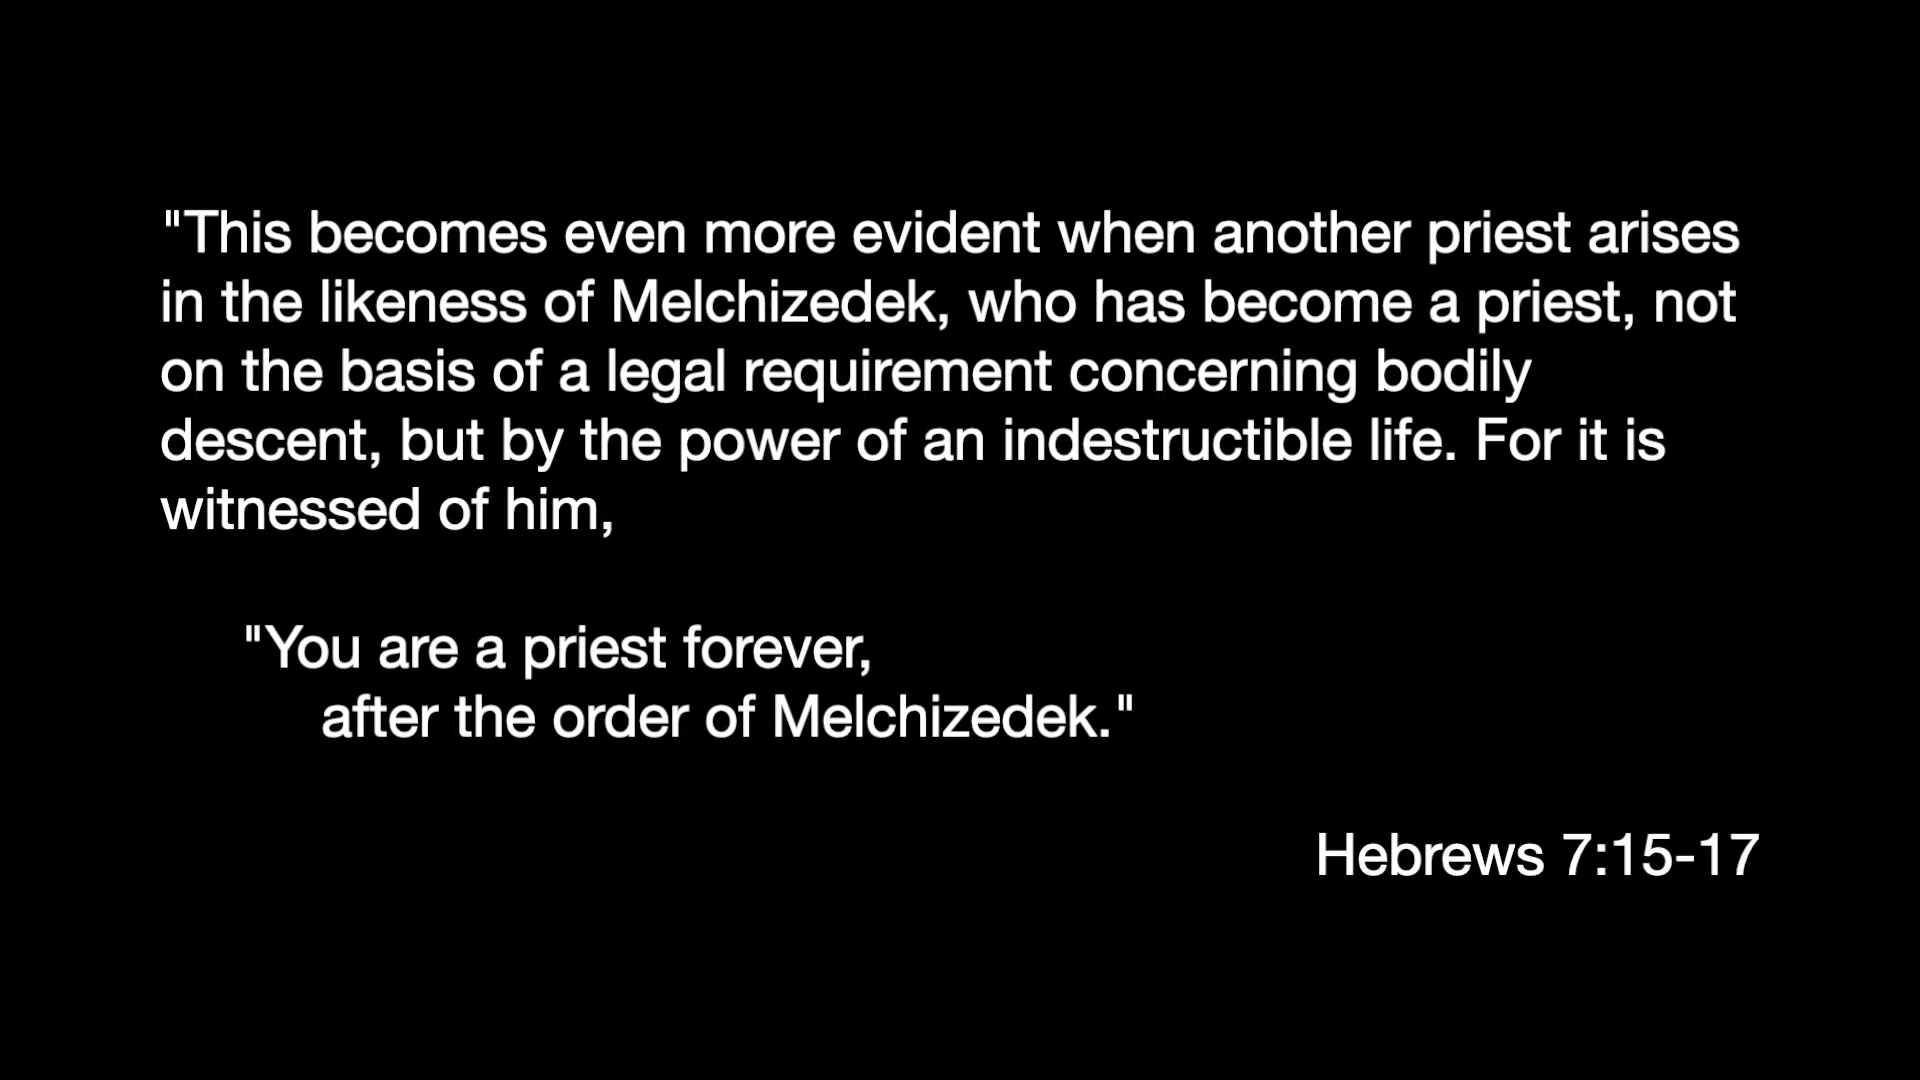 "This becomes even more evident when another priest arises
in the likeness of Melchizedek, who has become a priest, not
on the basis of a legal requirement concerning bodily
descent, but by the power of an indestructible life. For it is
witnessed of him,
"You are a priest forever,
after the order of Melchizedek."
Hebrews 7:15-17